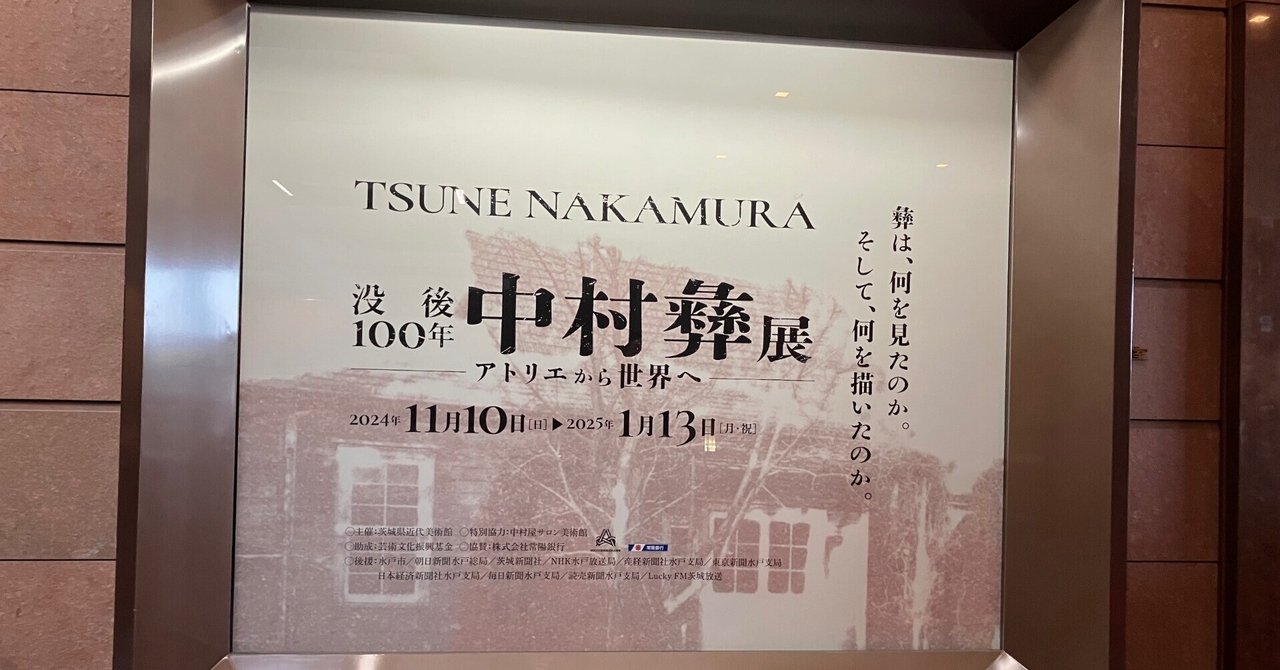 TSUNE NAKAMURA
没後
100年
中村彝展
アトリエから世界へ
2024年11月10日[日]▶2025年1月13日[月・祝]
彝は、何を見たのか。
そして、何を描いたのか。
○主催:茨城県近代美術館 ○特別協力:中村屋サロン美術館
○助成:芸術文化振興基金 ○協賛:株式会社常陽銀行
常陽銀行
○後援:水戸市/朝日新聞水戸総局/茨城新聞社/NHK水戸放送局/産経新聞社水戸支局/東京新聞水戸支局
日本経済新聞社水戸支局/毎日新聞水戸支局/読売新聞水戸支局/Lucky FM茨城放送